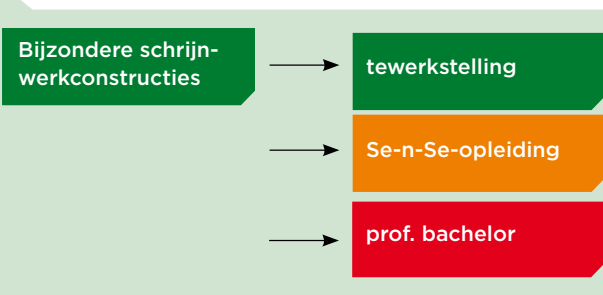 Bijzondere schrijn-
werkconstructies
tewerkstelling
Se-n-Se-opleiding
prof. bachelor